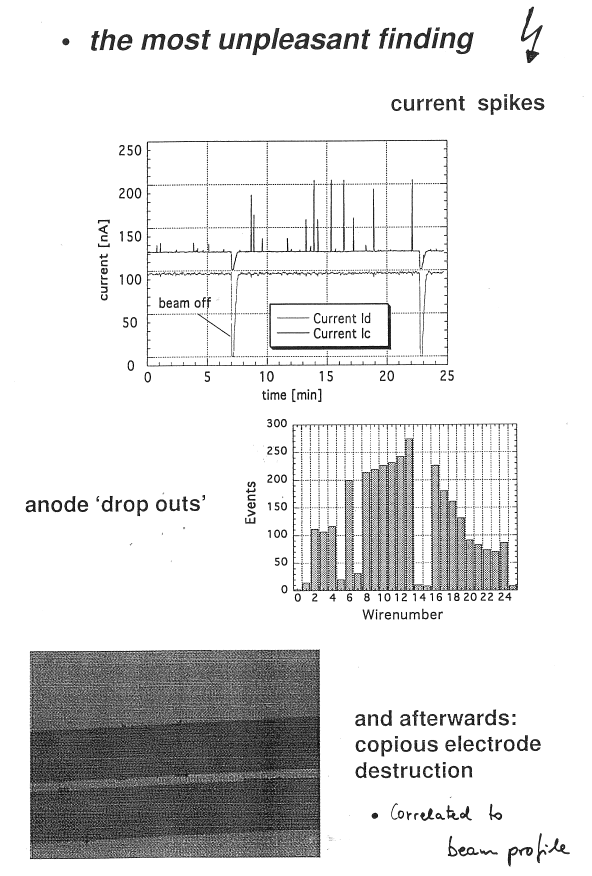 • the most unpleasant finding
current spikes
250
200
150
100
50
0
current [nA]
beam off
Current Id
Current Ic
0 5 10 15 20 25
time [min]
anode 'drop outs'
300
250
200
150
100
50
0
Events
0 2 4 6 8 10 12 14 16 18 20 22 24
Wirenumber
and afterwards:
copious electrode
destruction
• Correlated to
beam profile